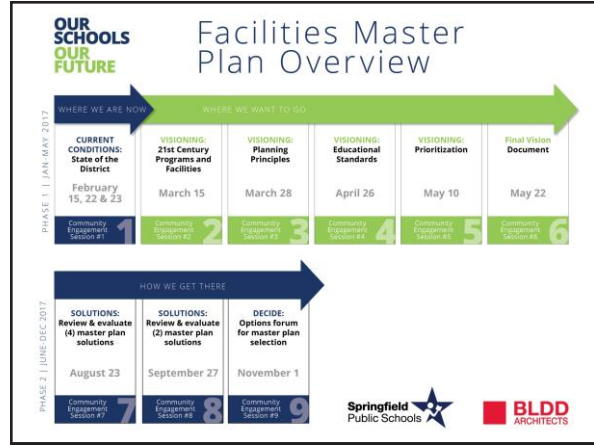 OUR
SCHOOLS
OUR
FUTURE
Facilities Master
Plan Overview
PHASE 1 | JAN-MAY 2017
WHERE WE ARE NOW
WHERE WE WANT TO GO
CURRENT
CONDITIONS:
State of the
District
February
15, 22 & 23
Community
Engagement
Session #1
1
VISIONING:
21st Century
Programs and
Facilities
March 15
Community
Engagement
Session #2
2
VISIONING:
Planning
Principles
March 28
Community
Engagement
Session #3
3
VISIONING:
Educational
Standards
April 26
Community
Engagement
Session #4
4
VISIONING:
Prioritization
May 10
Community
Engagement
Session #5
5
Final Vision
Document
May 22
Community
Engagement
Session #6
6
PHASE 2 | JUNE-DEC 2017
HOW WE GET THERE
SOLUTIONS:
Review & evaluate
(4) master plan
solutions
August 23
Community
Engagement
Session #7
7
SOLUTIONS:
Review & evaluate
(2) master plan
solutions
September 27
Community
Engagement
Session #8
8
DECIDE:
Options forum
for master plan
selection
November 1
Community
Engagement
Session #9
9
Springfield
Public Schools
BLDD
ARCHITECTS